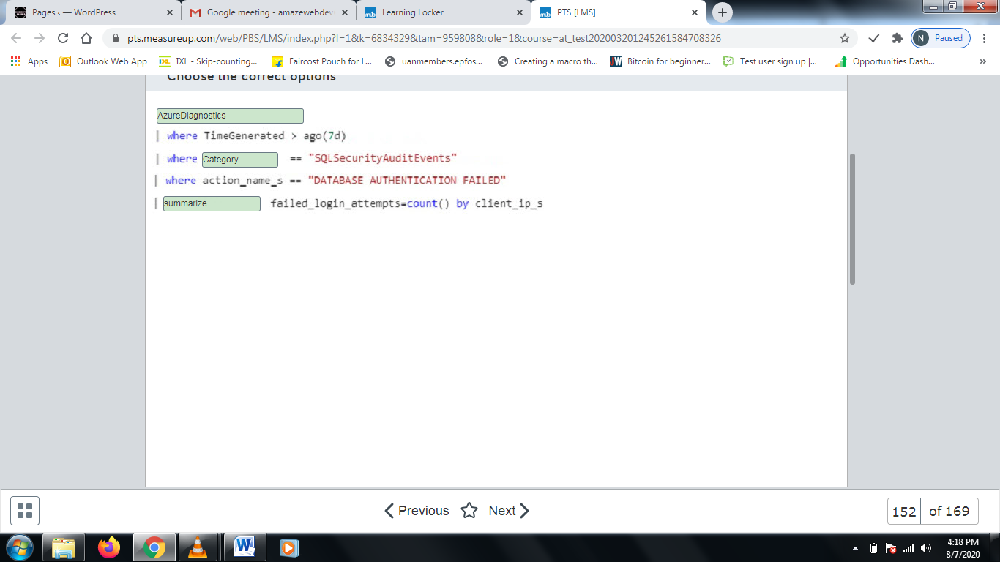 Pages ‹ — WordPress
Google meeting - amazewebdev
Learning Locker
PTS [LMS]
pts.measureup.com/web/PBS/LMS/index.php?l=1&k=6834329&tam=959808&role=1&course=at_test202003201245261584708326
N Paused
Apps
Outlook Web App
IXL - Skip-counting...
Faircost Pouch for L...
uanmembers.epfos...
Creating a macro th...
Bitcoin for beginner...
Test user sign up |...
Opportunities Dash...
»
Choose the correct options
AzureDiagnostics
| where TimeGenerated > ago(7d)
| where Category == "SQLSecurityAuditEvents"
| where action_name_s == "DATABASE AUTHENTICATION FAILED"
| summarize failed_login_attempts=count() by client_ip_s
Previous
Next
152 of 169
4:18 PM
8/7/2020